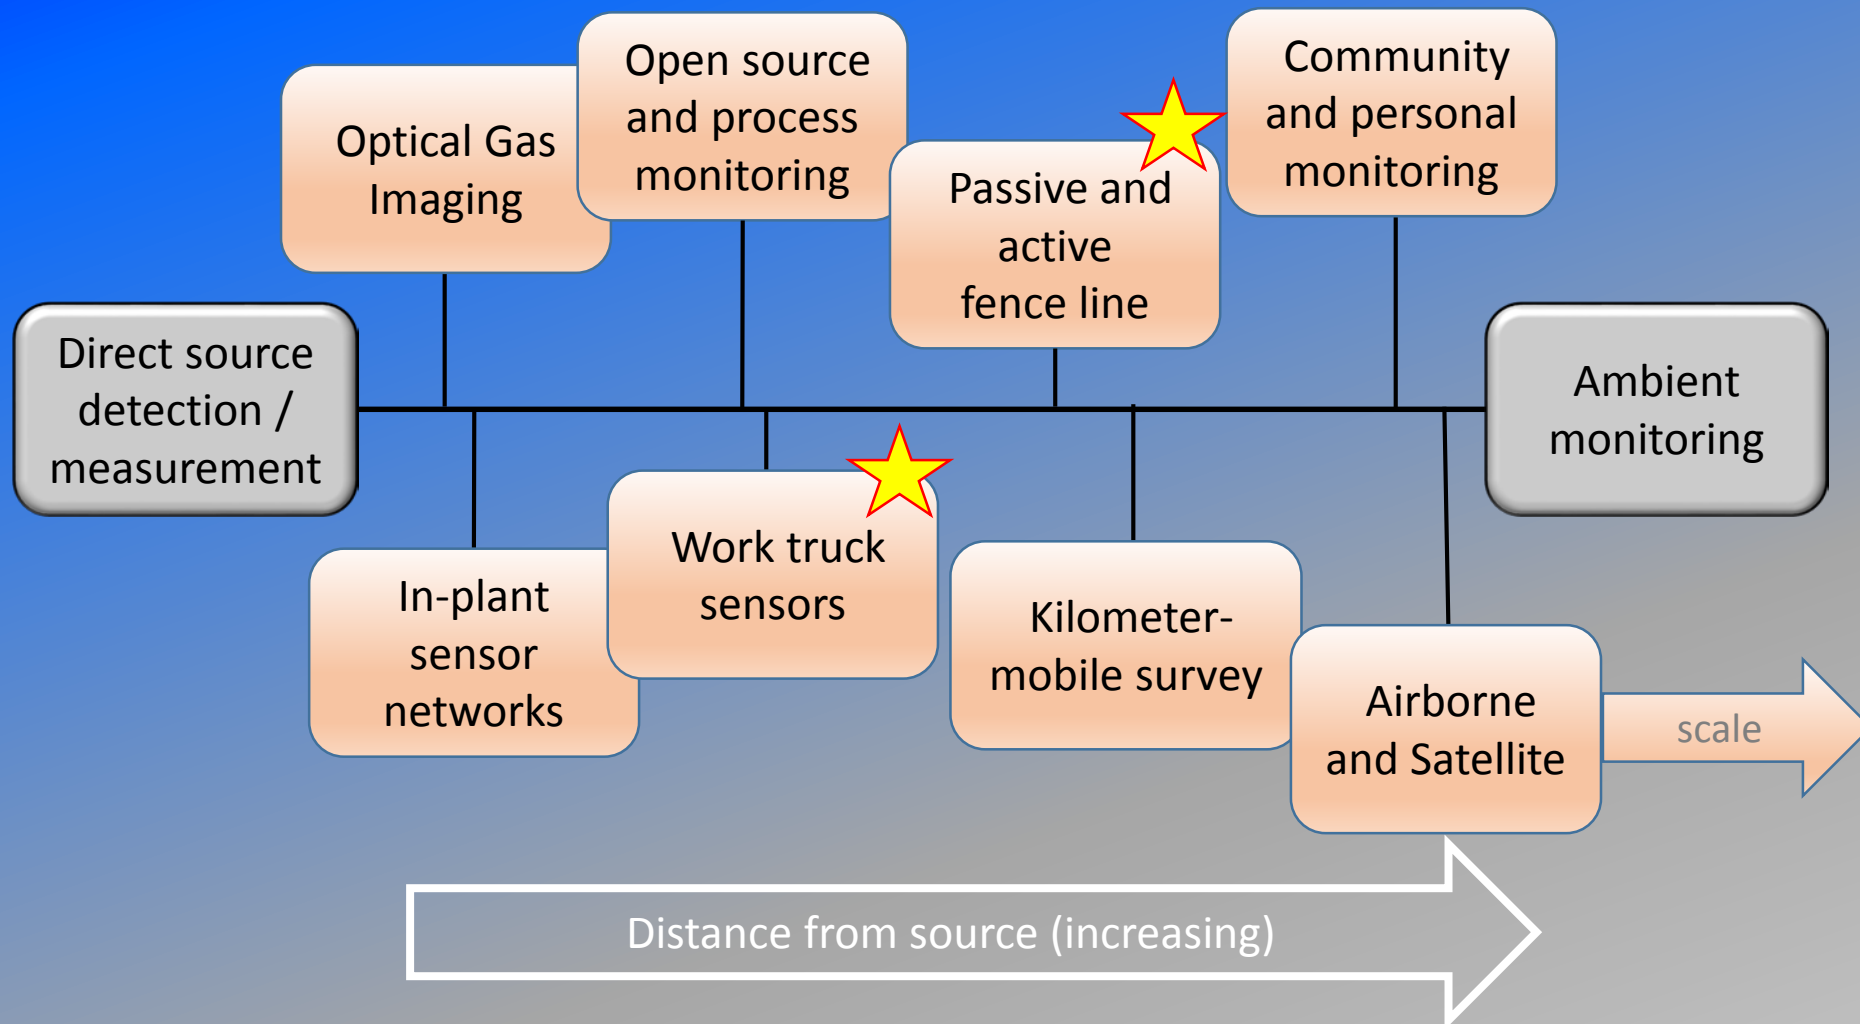 Optical Gas
Imaging
Open source
and process
monitoring
Passive and
active
fence line
Community
and personal
monitoring
Direct source
detection /
measurement
Ambient
monitoring
In-plant
sensor
networks
Work truck
sensors
Kilometer-
mobile survey
Airborne
and Satellite
scale
Distance from source (increasing)